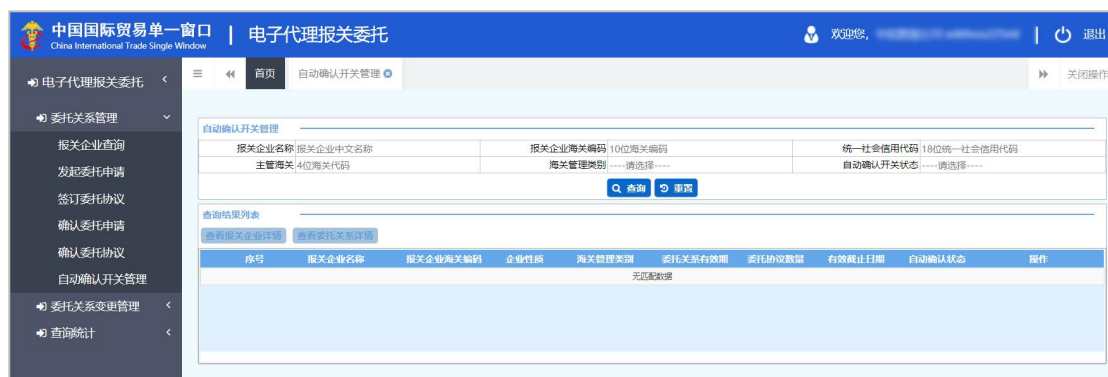 中国国际贸易单一窗口 | 电子代理报关委托
China International Trade Single Window
欢迎您,
退出
电子代理报关委托
首页
自动确认开关管理
关闭操作
委托关系管理
报关企业查询
发起委托申请
签订委托协议
确认委托申请
确认委托协议
自动确认开关管理
委托关系变更管理
查询统计
自动确认开关管理
报关企业名称 报关企业中文名称 报关企业海关编码 10位海关编码 统一社会信用代码 18位统一社会信用代码
主管海关 4位海关代码 海关管理类别 ----请选择---- 自动确认开关状态 ----请选择----
查询 重置
查询结果列表
查看报关企业详情 查看委托关系详情
序号 报关企业名称 报关企业海关编码 企业性质 海关管理类别 委托关系有效期 委托协议数量 有效截止日期 自动确认状态 操作
无匹配数据